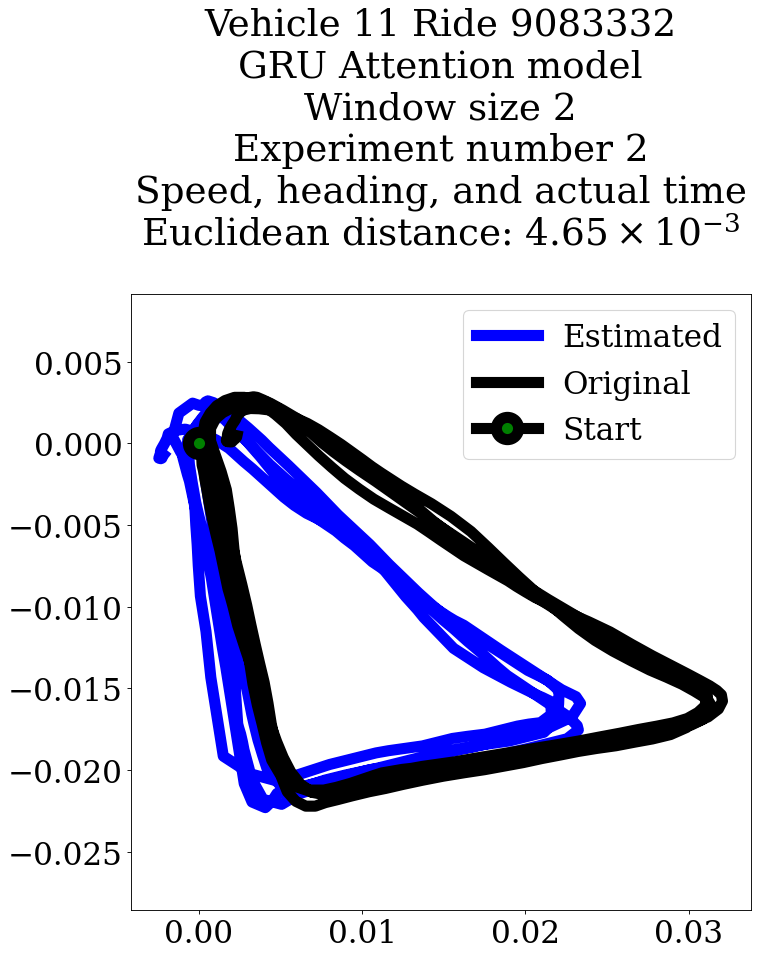 Vehicle 11 Ride 9083332
GRU Attention model
Window size 2
Experiment number 2
Speed, heading, and actual time
Euclidean distance: 4.65 × 10⁻³
Estimated
Original
Start
0.005
0.000
−0.005
−0.010
−0.015
−0.020
−0.025
0.00 0.01 0.02 0.03